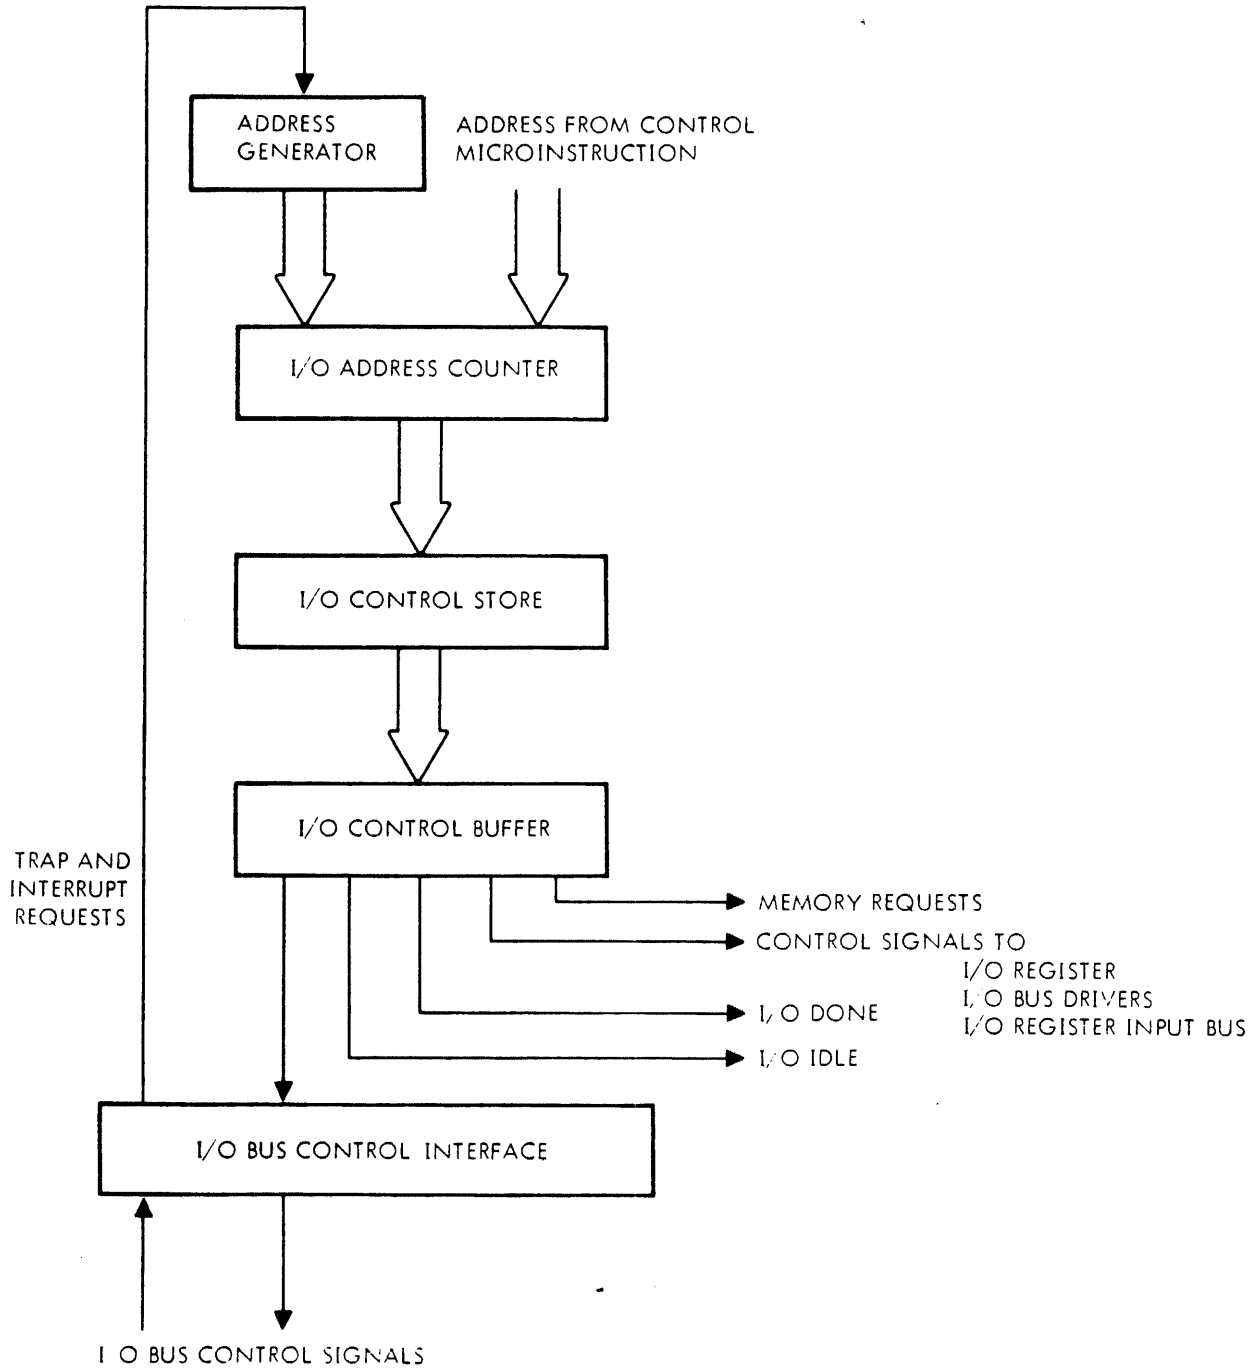 ADDRESS
GENERATOR
ADDRESS FROM CONTROL
MICROINSTRUCTION
I/O ADDRESS COUNTER
I/O CONTROL STORE
I/O CONTROL BUFFER
TRAP AND
INTERRUPT
REQUESTS
MEMORY REQUESTS
CONTROL SIGNALS TO
I/O REGISTER
I/O BUS DRIVERS
I/O REGISTER INPUT BUS
I/O DONE
I/O IDLE
I/O BUS CONTROL INTERFACE
I O BUS CONTROL SIGNALS